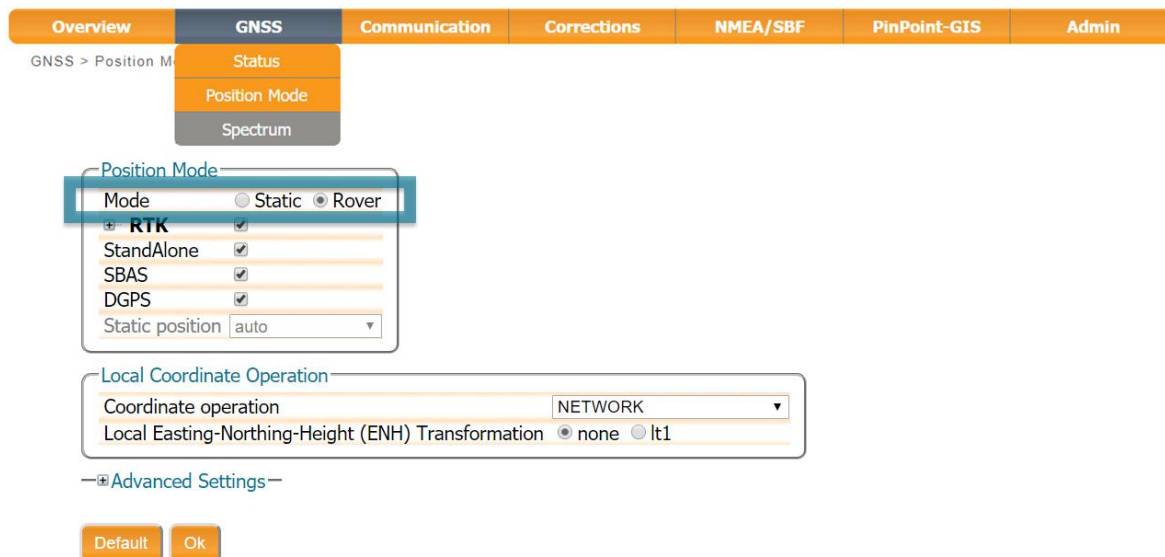 Overview GNSS Communication Corrections NMEA/SBF PinPoint-GIS Admin
GNSS > Position M
Status
Position Mode
Spectrum
Position Mode
Mode Static Rover
RTK
StandAlone
SBAS
DGPS
Static position auto
Local Coordinate Operation
Coordinate operation NETWORK
Local Easting-Northing-Height (ENH) Transformation none lt1
Advanced Settings
Default Ok